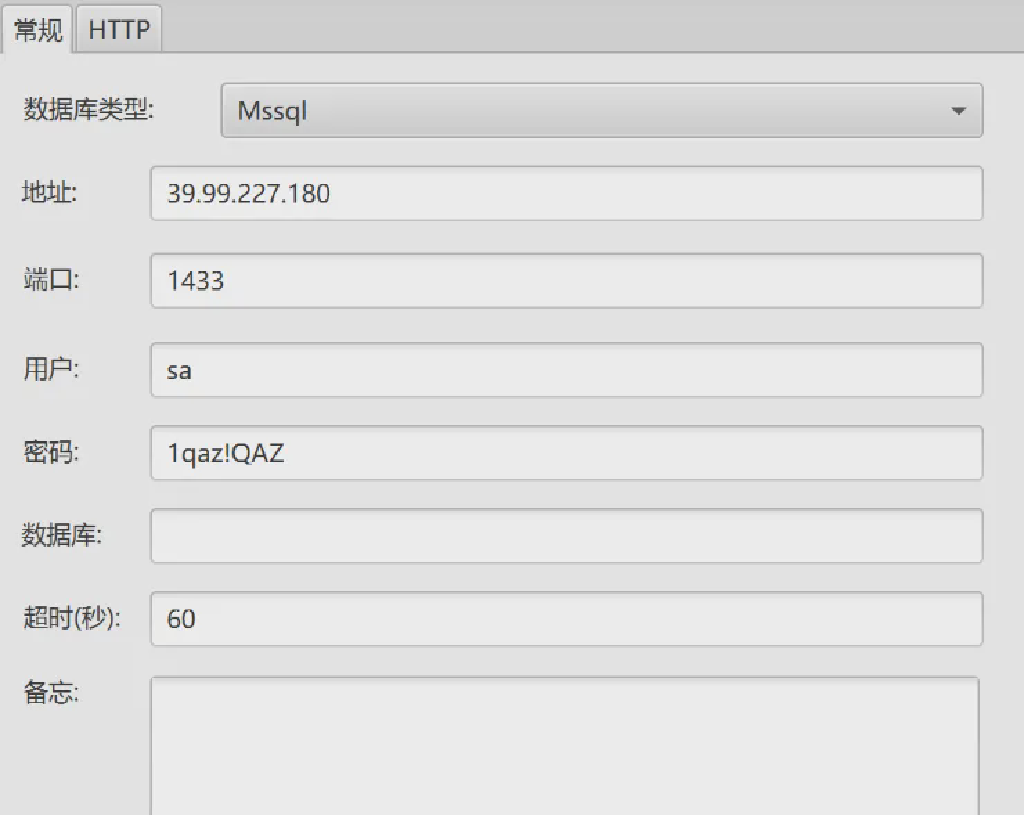 常规 HTTP
数据库类型: Mssql
地址: 39.99.227.180
端口: 1433
用户: sa
密码: 1qaz!QAZ
数据库:
超时(秒): 60
备忘: